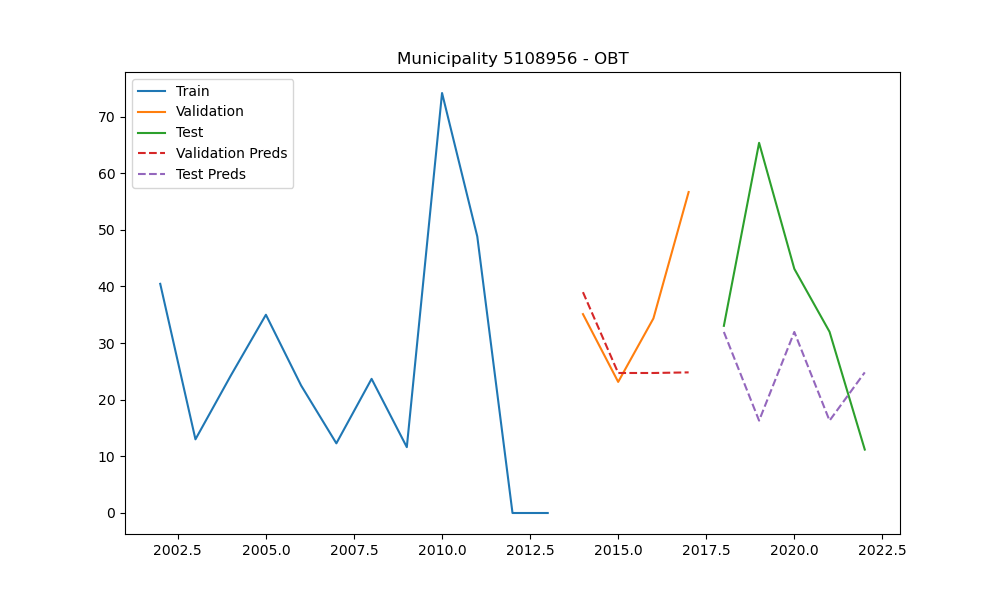 Municipality 5108956 - OBT
Train
Validation
Test
Validation Preds
Test Preds
70
60
50
40
30
20
10
0
2002.5 2005.0 2007.5 2010.0 2012.5 2015.0 2017.5 2020.0 2022.5